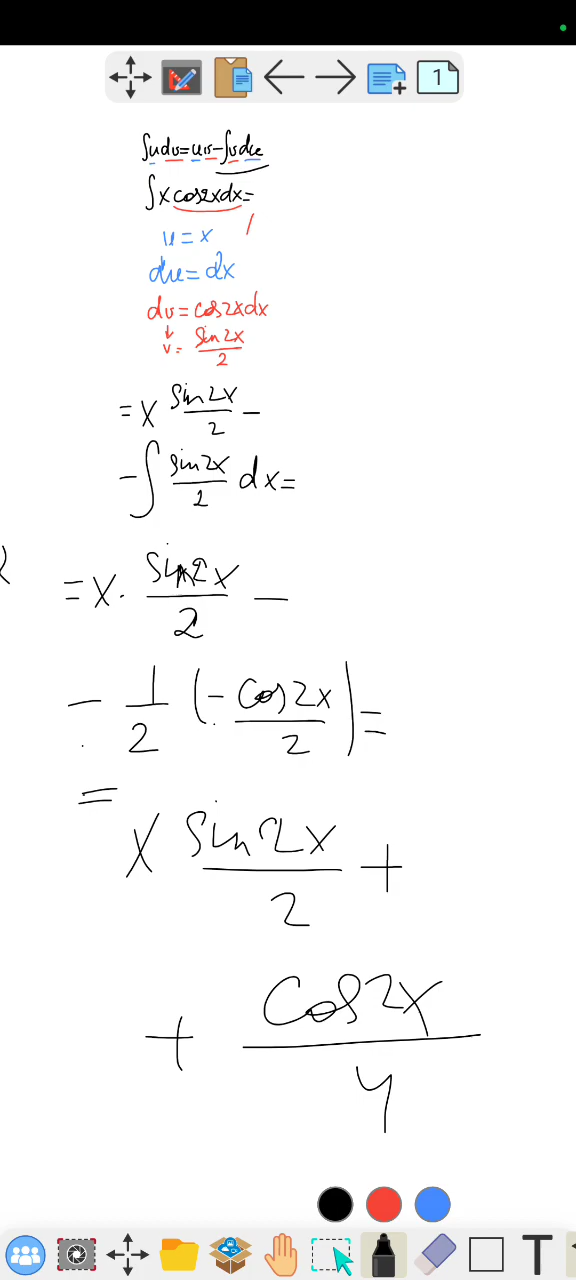 1
∫udv=uv-∫vdu
∫xcos2xdx=
u=x
du=dx
dv=cos2xdx
↓
v= sin2x/2
=x sin2x/2 -
-∫ sin2x/2 dx=
=x· sin2x/2 -
- 1/2 (- cos2x/2)=
=
x sin2x/2 +
+ cos2x/4
T